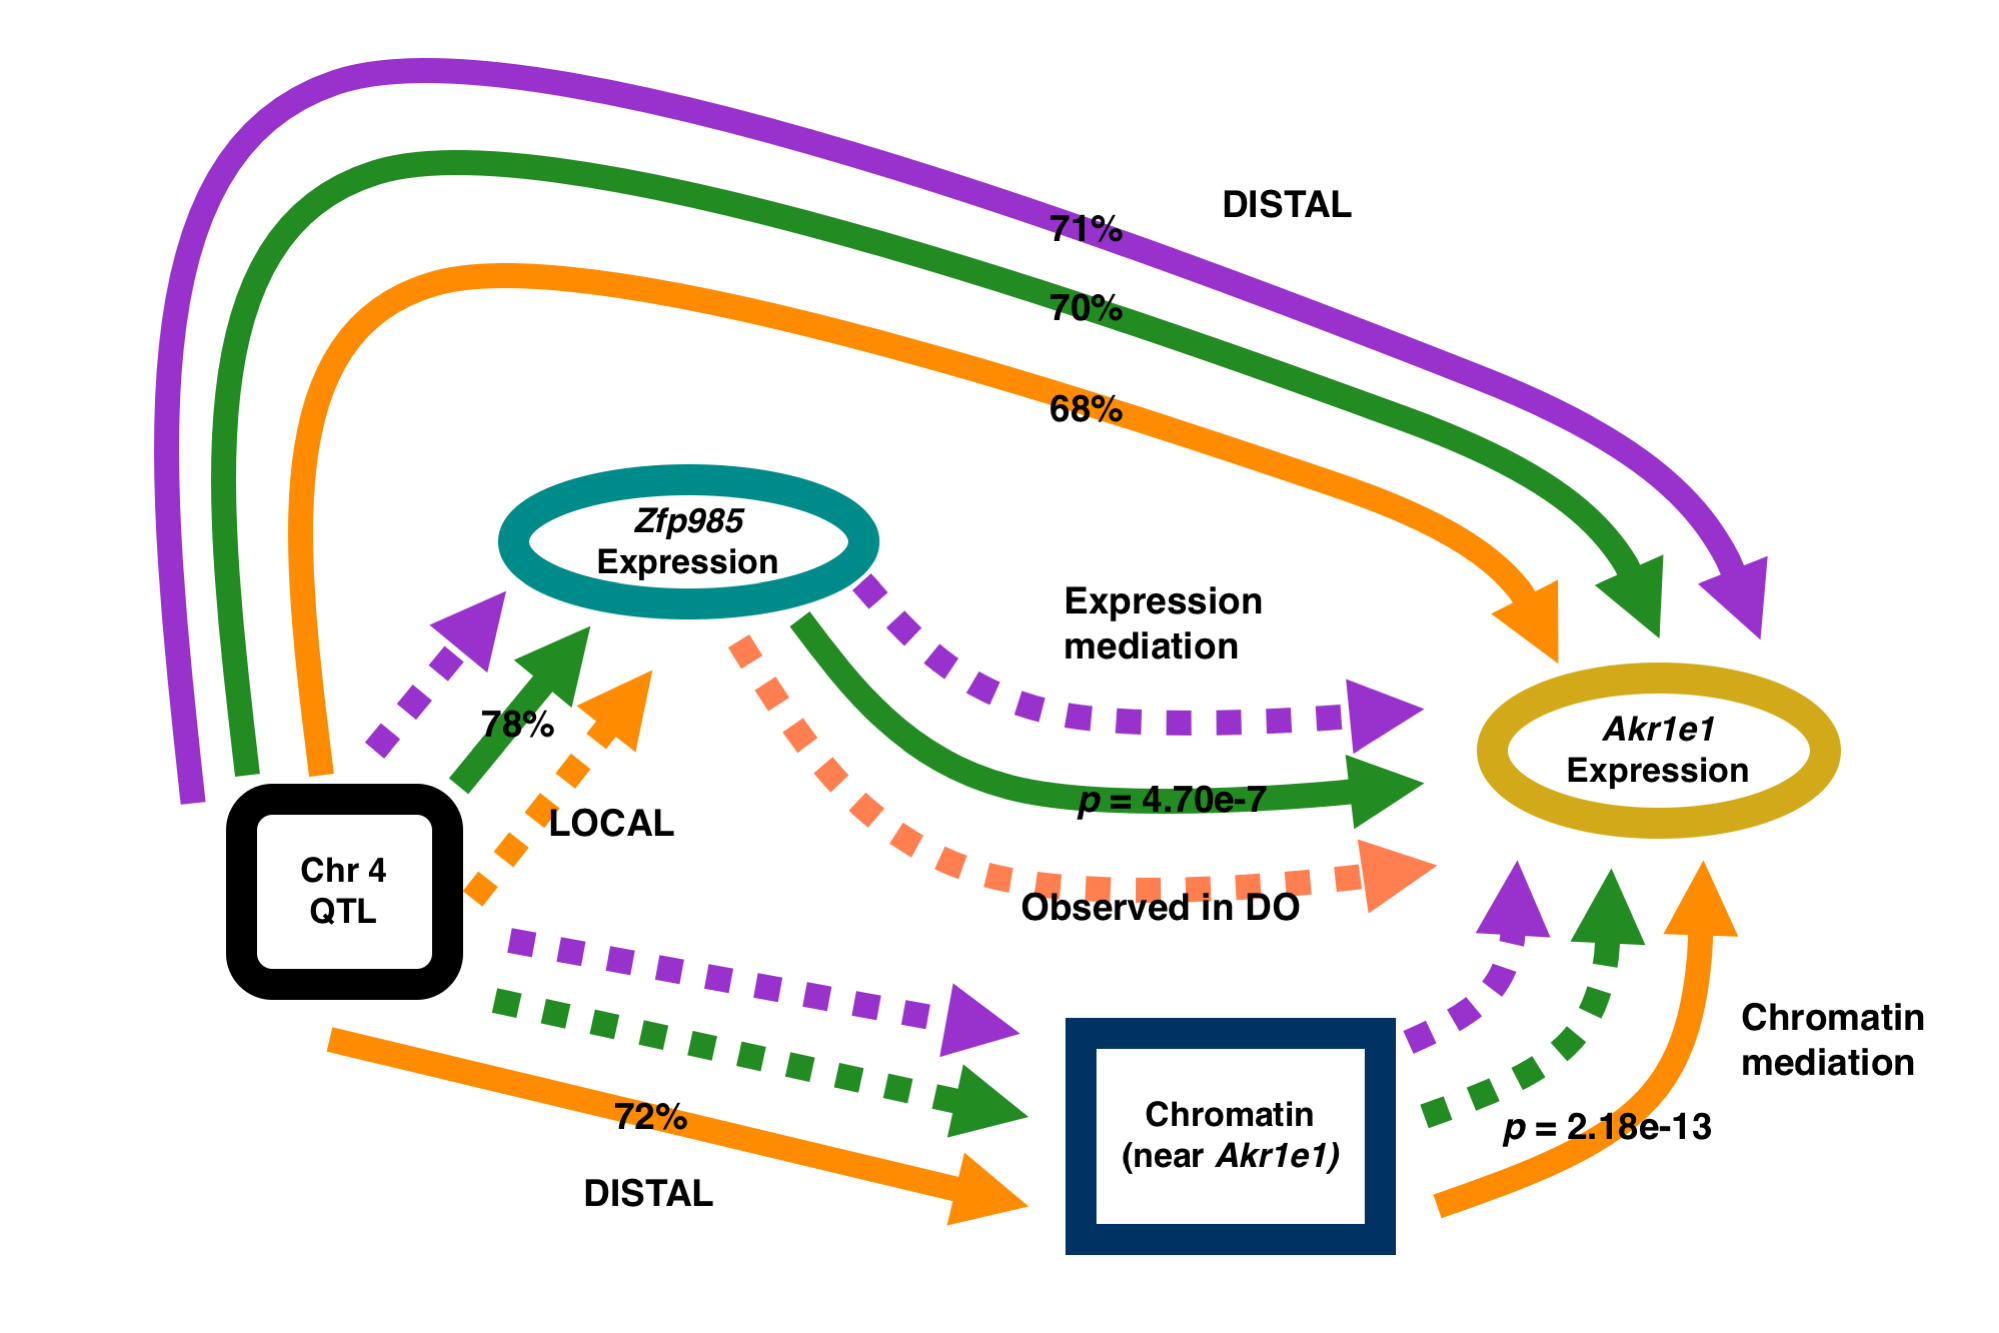 DISTAL
71%
70%
68%
Zfp985
Expression
Expression
mediation
78%
Akr1e1
Expression
p = 4.70e-7
LOCAL
Chr 4
QTL
Observed in DO
Chromatin
mediation
72%
Chromatin
(near Akr1e1)
p = 2.18e-13
DISTAL